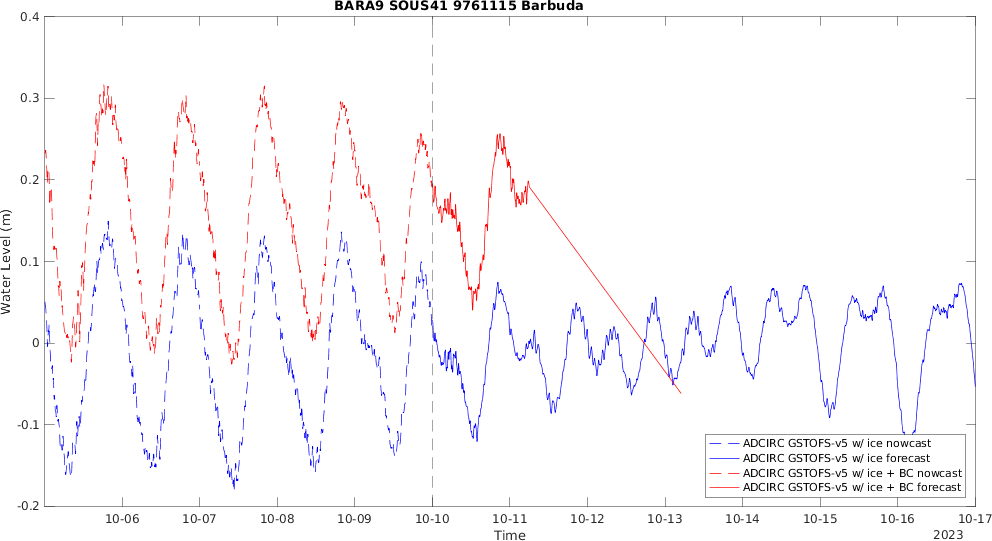 BARA9 SOUS41 9761115 Barbuda
0.4
0.3
0.2
0.1
0
-0.1
-0.2
Water Level (m)
ADCIRC GSTOFS-v5 w/ ice nowcast
ADCIRC GSTOFS-v5 w/ ice forecast
ADCIRC GSTOFS-v5 w/ ice + BC nowcast
ADCIRC GSTOFS-v5 w/ ice + BC forecast
10-06 10-07 10-08 10-09 10-10 10-11 10-12 10-13 10-14 10-15 10-16 10-17
Time
2023